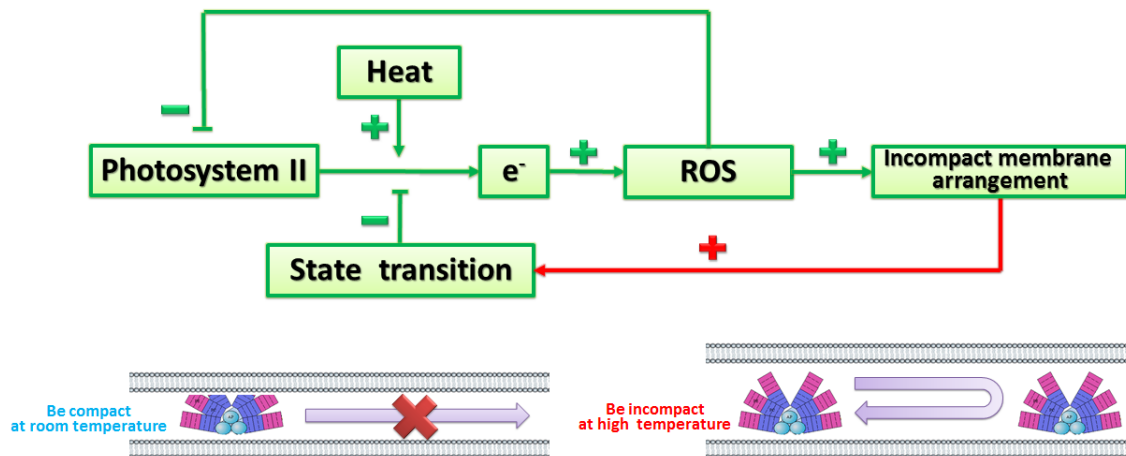 Heat
Photosystem II
e-
ROS
Incompact membrane
arrangement
State transition
Be compact
at room temperature
Be incompact
at high temperature